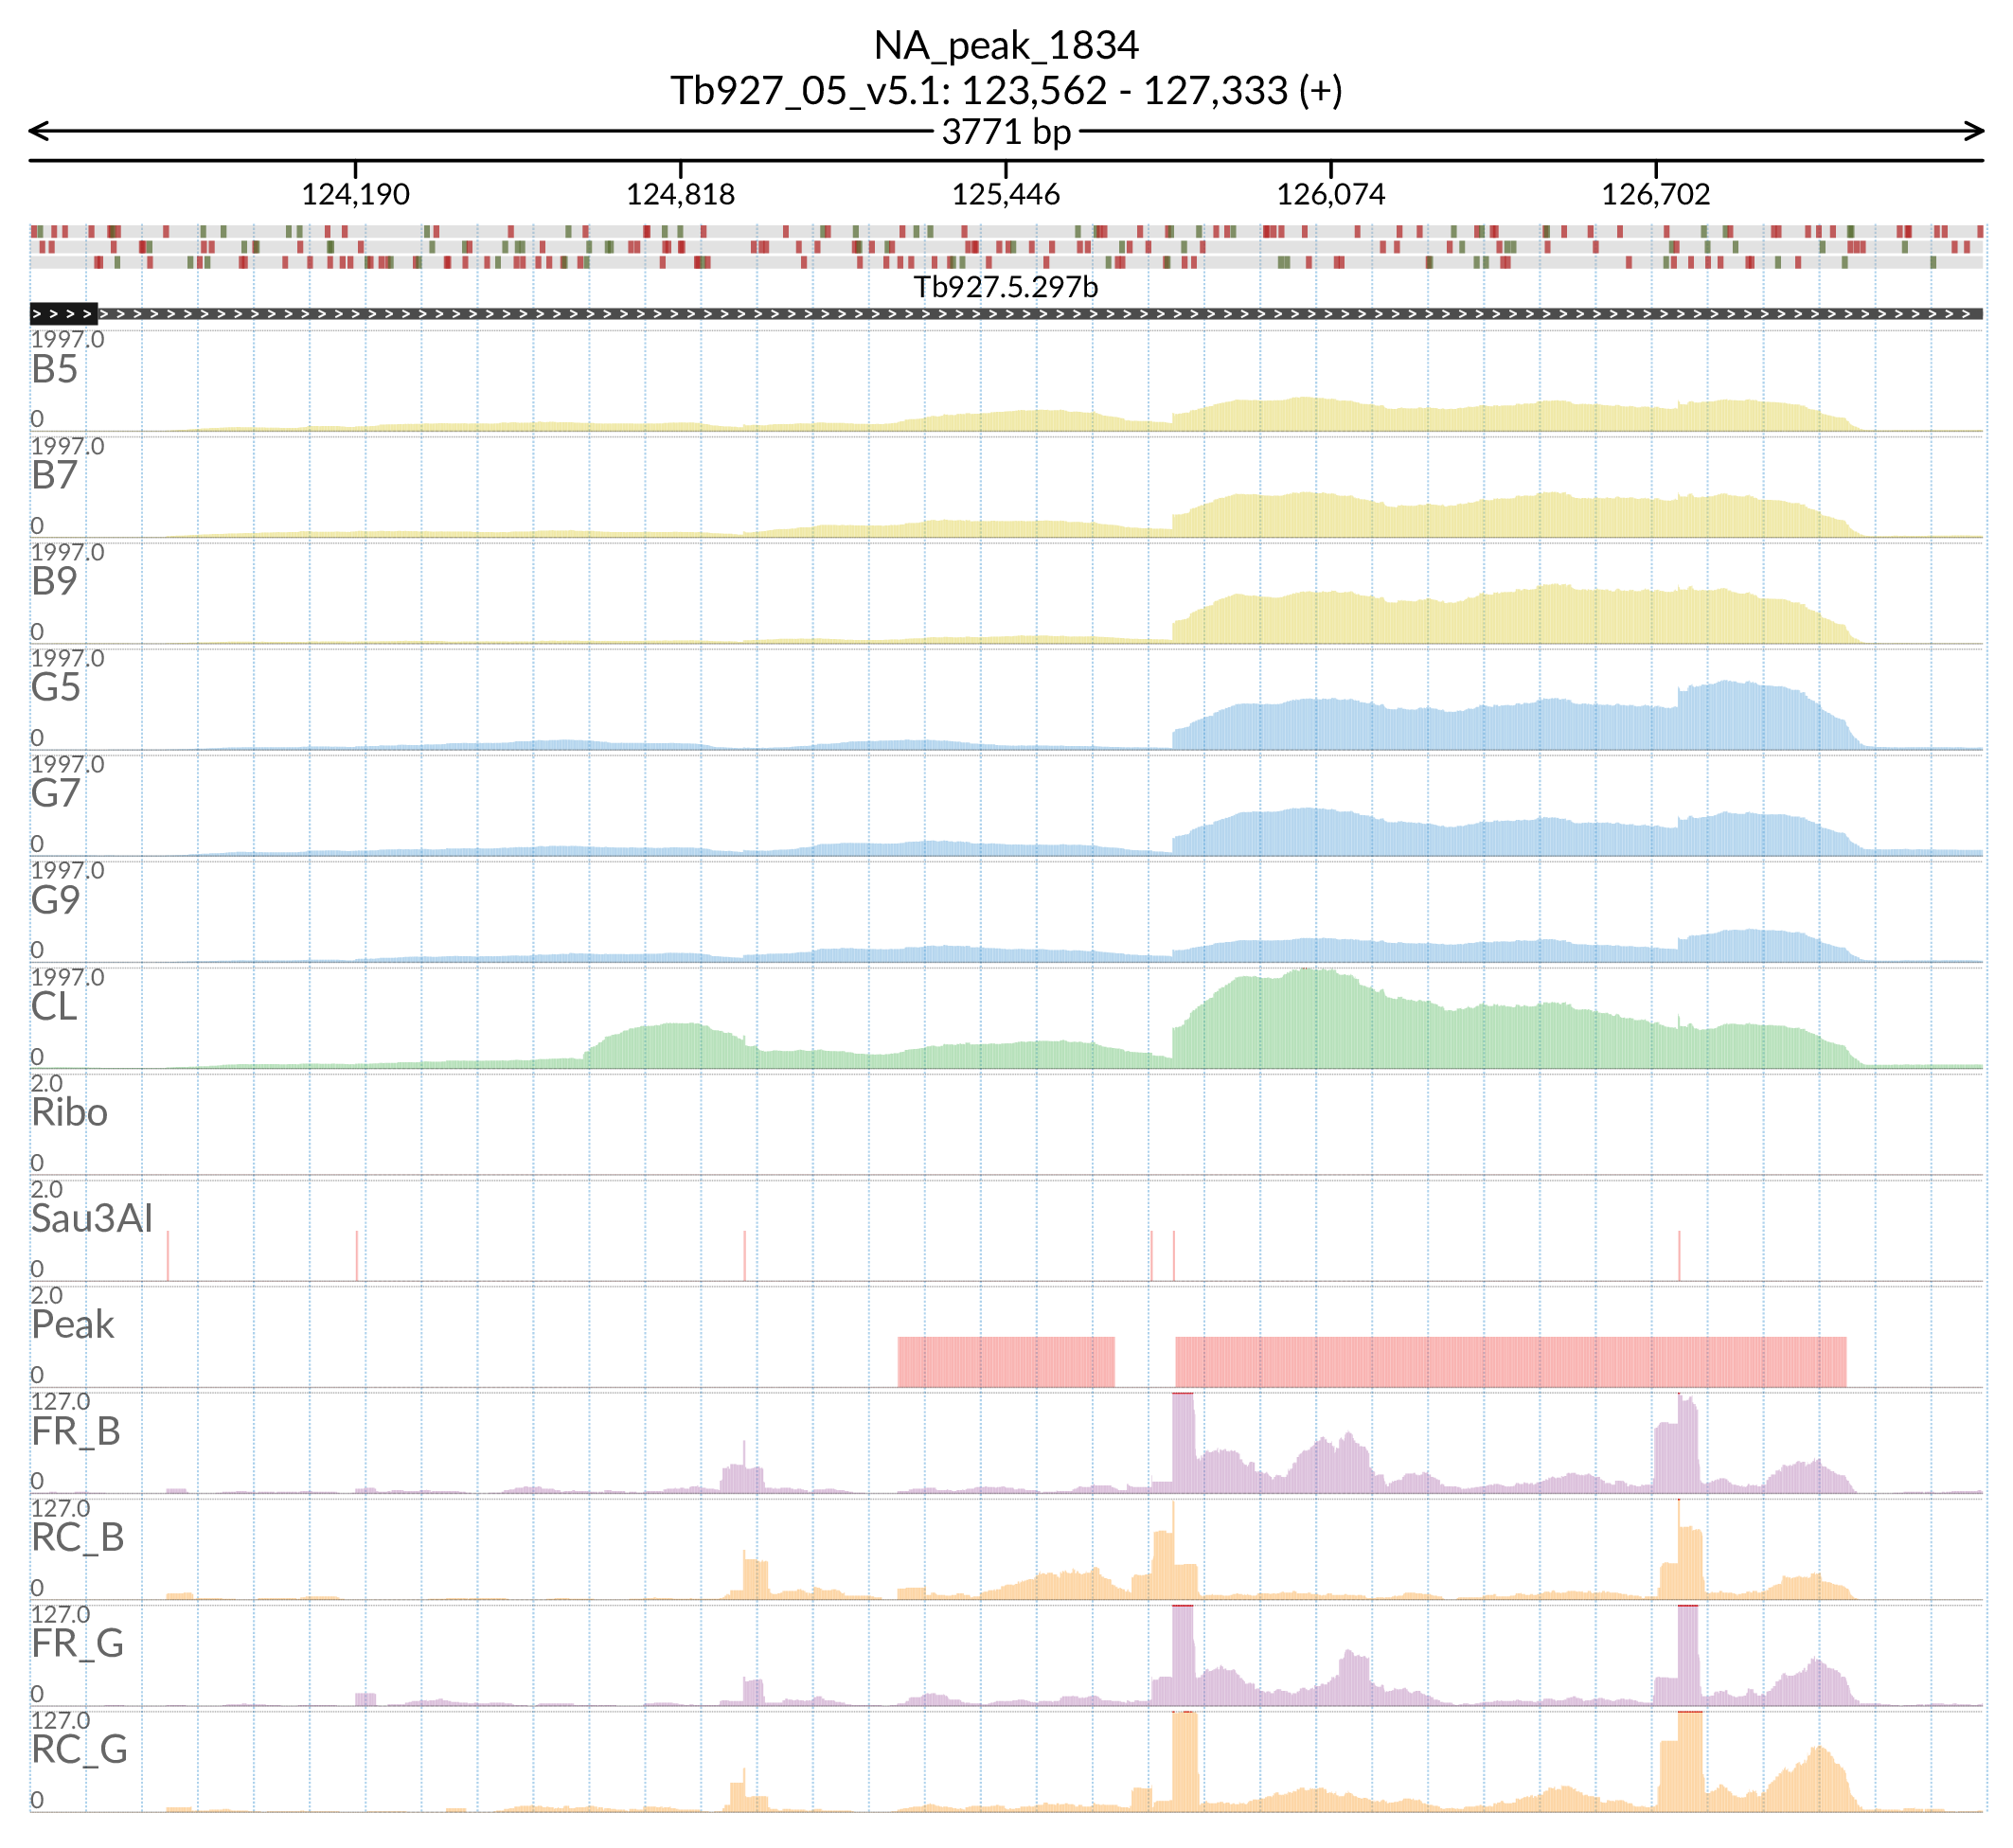 NA_peak_1834
Tb927_05_v5.1: 123,562 - 127,333 (+)
3771 bp
124,190 124,818 125,446 126,074 126,702
Tb927.5.297b
1997.0
B5
0
1997.0
B7
0
1997.0
B9
0
1997.0
G5
0
1997.0
G7
0
1997.0
G9
0
1997.0
CL
0
2.0
Ribo
0
2.0
Sau3AI
0
2.0
Peak
0
127.0
FR_B
0
127.0
RC_B
0
127.0
FR_G
0
127.0
RC_G
0